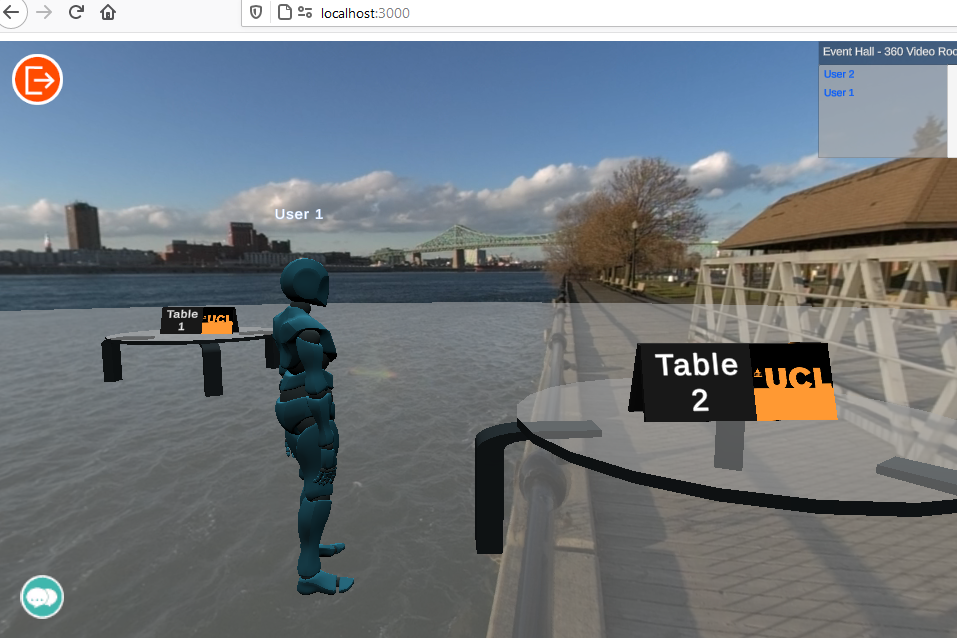 localhost:3000
Event Hall - 360 Video Roo
User 2
User 1
User 1
Table
1
UCL
Table
2
UCL